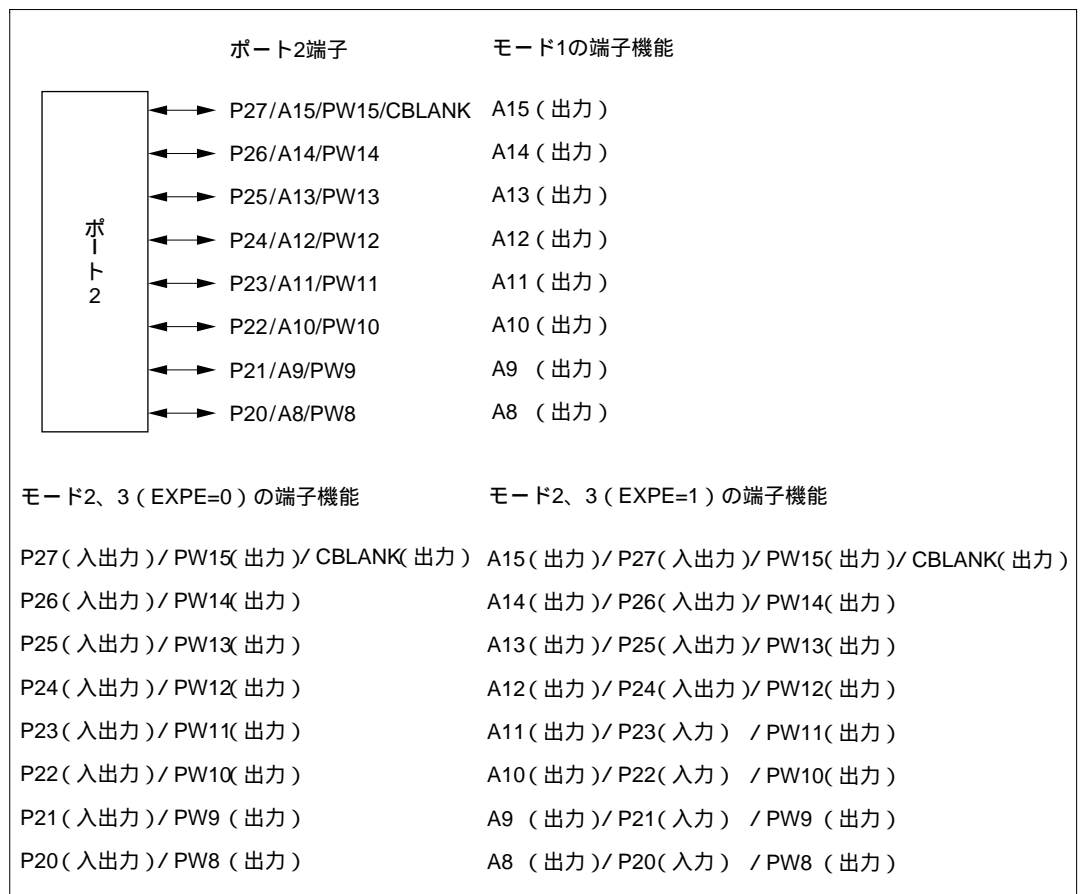 ポート2端子 モード1の端子機能
ポート2
P27/A15/PW15/CBLANK A15(出力)
P26/A14/PW14 A14(出力)
P25/A13/PW13 A13(出力)
P24/A12/PW12 A12(出力)
P23/A11/PW11 A11(出力)
P22/A10/PW10 A10(出力)
P21/A9/PW9 A9 (出力)
P20/A8/PW8 A8 (出力)
モード2、3(EXPE=0)の端子機能 モード2、3(EXPE=1)の端子機能
P27(入出力)/ PW15(出力)/ CBLANK(出力) A15(出力)/ P27(入出力)/ PW15(出力)/ CBLANK(出力)
P26(入出力)/ PW14(出力) A14(出力)/ P26(入出力)/ PW14(出力)
P25(入出力)/ PW13(出力) A13(出力)/ P25(入出力)/ PW13(出力)
P24(入出力)/ PW12(出力) A12(出力)/ P24(入出力)/ PW12(出力)
P23(入出力)/ PW11(出力) A11(出力)/ P23(入力) / PW11(出力)
P22(入出力)/ PW10(出力) A10(出力)/ P22(入力) / PW10(出力)
P21(入出力)/ PW9 (出力) A9 (出力)/ P21(入力) / PW9 (出力)
P20(入出力)/ PW8 (出力) A8 (出力)/ P20(入力) / PW8 (出力)